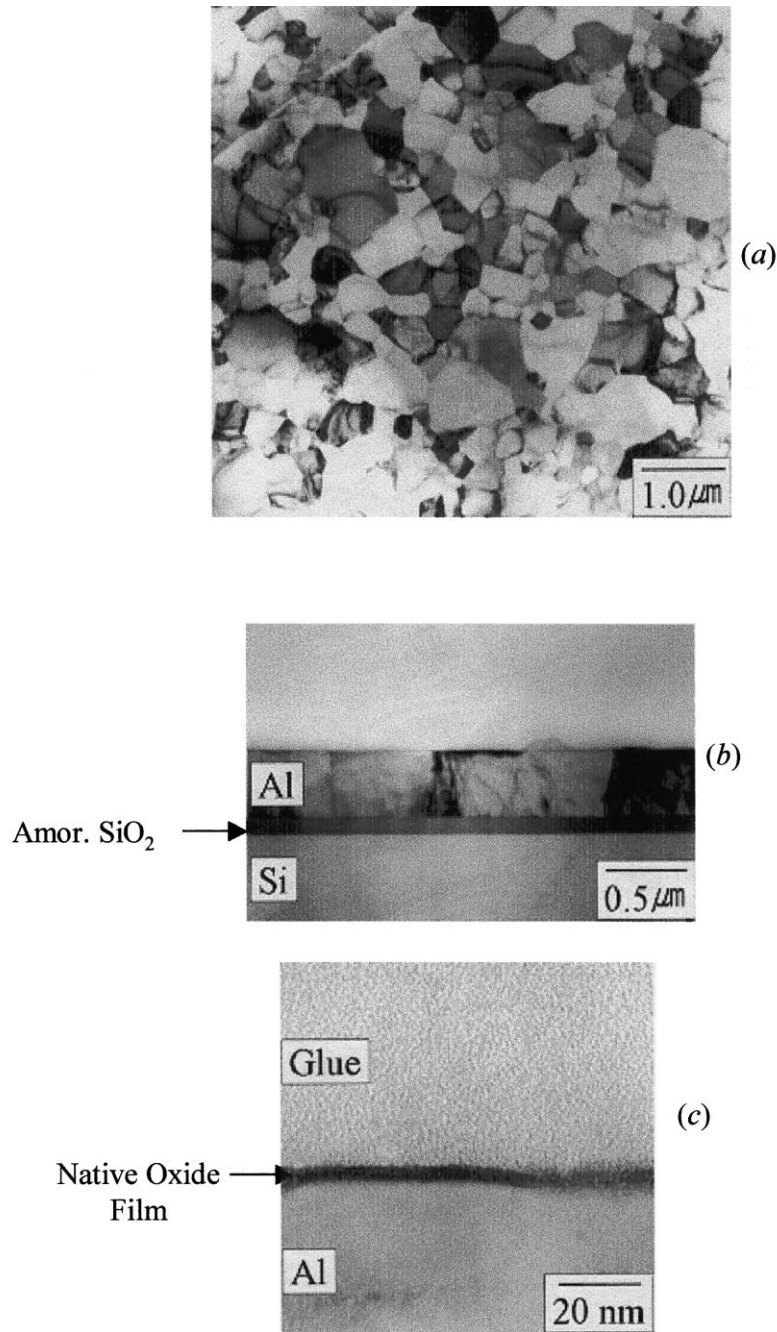 (a)
1.0 μm
Al
(b)
Amor. SiO₂
Si
0.5 μm
Glue
(c)
Native Oxide
Film
Al
20 nm